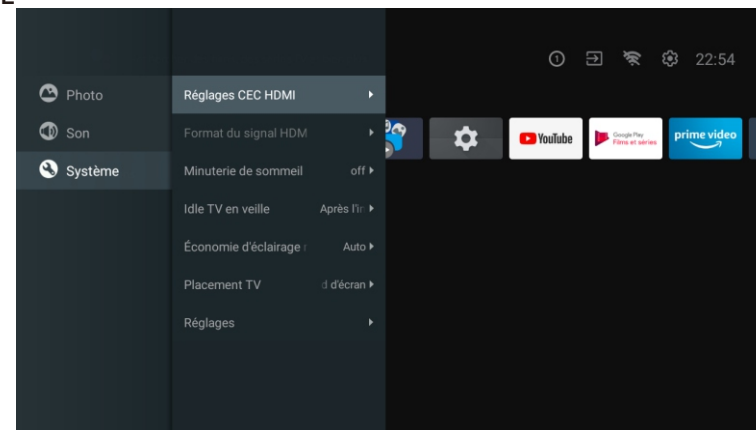 22:54
Photo
Son
Système
Réglages CEC HDMI
Format du signal HDM
Minuterie de sommeil off
Idle TV en veille Après l'in
Économie d'éclairage Auto
Placement TV d d'écran
Réglages
YouTube
Google Play
Films et séries
prime video